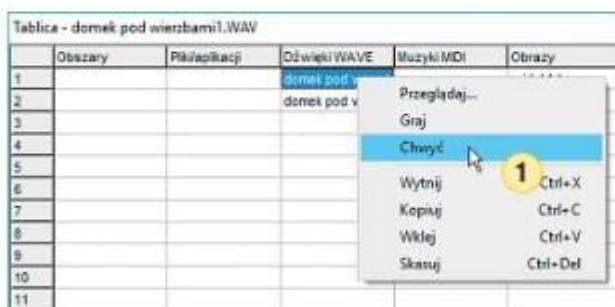 Tablica - domek pod wierzbami1.WAV
Obszary Pliki/aplikacji Dźwięki WAVE Muzyki MIDI Obrazy
1 domek pod
2 domek pod
3
4
5
6
7
8
9
10
11
Przeglądaj...
Graj
Chwyć
1
Wytnij Ctrl+X
Kopiuj Ctrl+C
Wklej Ctrl+V
Skasuj Ctrl+Del